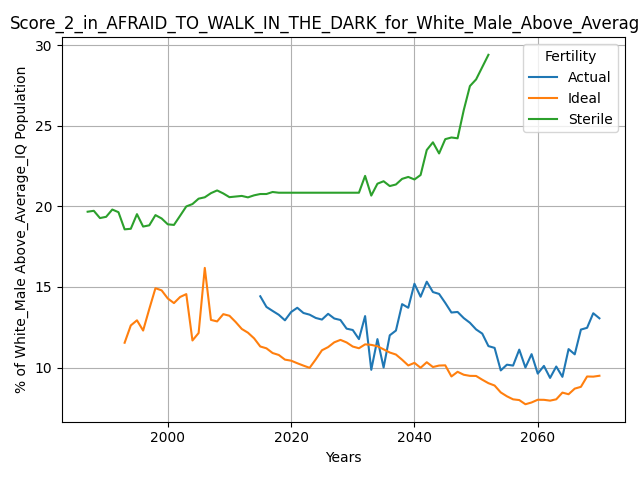 Score_2_in_AFRAID_TO_WALK_IN_THE_DARK_for_White_Male_Above_Averag
% of White_Male Above_Average_IQ Population
30
25
20
15
10
Fertility
Actual
Ideal
Sterile
2000
2020
2040
2060
Years